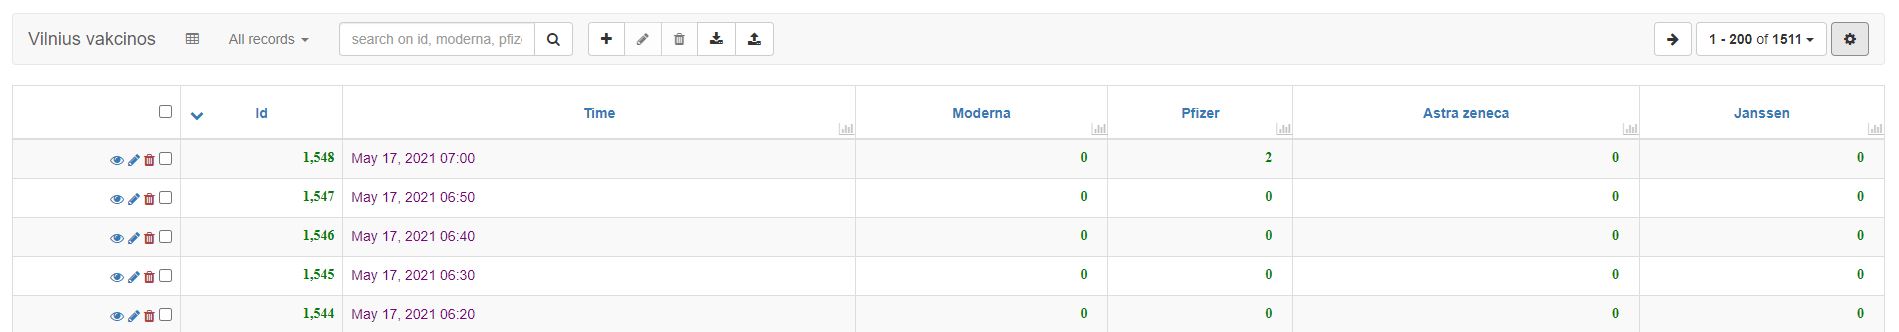 Vilnius vakcinos All records search on id, moderna, pfize 1 - 200 of 1511
Id Time Moderna Pfizer Astra zeneca Janssen
1,548 May 17, 2021 07:00 0 2 0 0
1,547 May 17, 2021 06:50 0 0 0 0
1,546 May 17, 2021 06:40 0 0 0 0
1,545 May 17, 2021 06:30 0 0 0 0
1,544 May 17, 2021 06:20 0 0 0 0